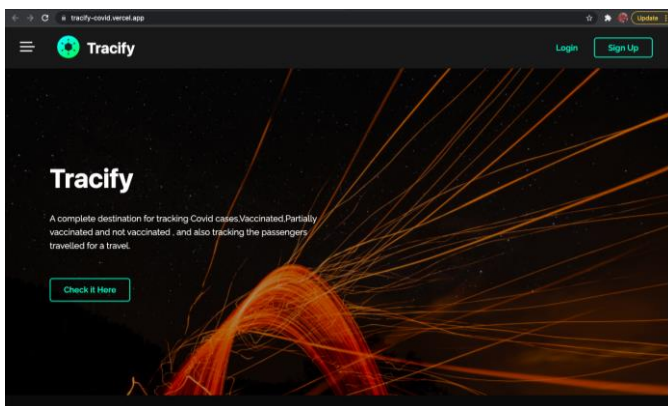 tracify-covid.vercel.app
Update
Tracify
Login
Sign Up
Tracify
A complete destination for tracking Covid cases,Vaccinated,Partially
vaccinated and not vaccinated , and also tracking the passengers
travelled for a travel.
Check it Here